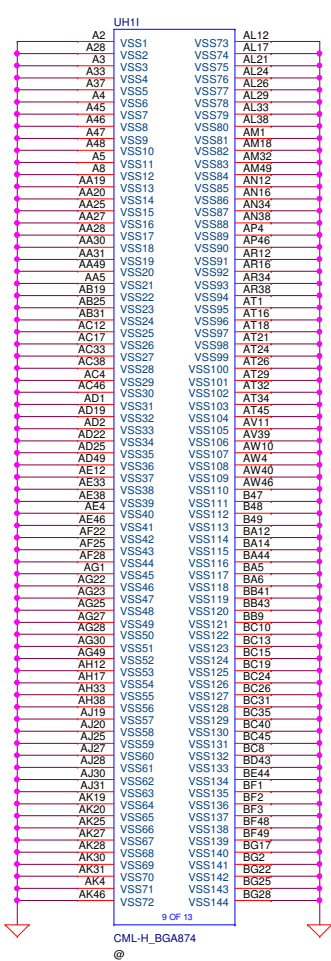 UH1I
A2 VSS1 VSS73 AL12
A28 VSS2 VSS74 AL17
A3 VSS3 VSS75 AL21
A33 VSS4 VSS76 AL24
A37 VSS5 VSS77 AL26
A4 VSS6 VSS78 AL29
A45 VSS7 VSS79 AL33
A46 VSS8 VSS80 AL38
A47 VSS9 VSS81 AM1
A48 VSS10 VSS82 AM18
A5 VSS11 VSS83 AM32
A8 VSS12 VSS84 AM49
AA19 VSS13 VSS85 AN12
AA20 VSS14 VSS86 AN16
AA25 VSS15 VSS87 AN34
AA27 VSS16 VSS88 AN38
AA28 VSS17 VSS89 AP4
AA30 VSS18 VSS90 AP46
AA31 VSS19 VSS91 AR12
AA49 VSS20 VSS92 AR16
AA5 VSS21 VSS93 AR34
AB19 VSS22 VSS94 AR38
AB25 VSS23 VSS95 AT1
AB31 VSS24 VSS96 AT16
AC12 VSS25 VSS97 AT18
AC17 VSS26 VSS98 AT21
AC33 VSS27 VSS99 AT24
AC38 VSS28 VSS100 AT26
AC4 VSS29 VSS101 AT29
AC46 VSS30 VSS102 AT32
AD1 VSS31 VSS103 AT34
AD19 VSS32 VSS104 AT45
AD2 VSS33 VSS105 AV11
AD22 VSS34 VSS106 AV39
AD25 VSS35 VSS107 AW10
AD49 VSS36 VSS108 AW4
AE12 VSS37 VSS109 AW40
AE33 VSS38 VSS110 AW46
AE38 VSS39 VSS111 B47
AE4 VSS40 VSS112 B48
AE46 VSS41 VSS113 B49
AF22 VSS42 VSS114 BA12
AF25 VSS43 VSS115 BA14
AF28 VSS44 VSS116 BA44
AG1 VSS45 VSS117 BA5
AG22 VSS46 VSS118 BA6
AG23 VSS47 VSS119 BB41
AG25 VSS48 VSS120 BB43
AG27 VSS49 VSS121 BB9
AG28 VSS50 VSS122 BC10
AG30 VSS51 VSS123 BC13
AG49 VSS52 VSS124 BC15
AH12 VSS53 VSS125 BC19
AH17 VSS54 VSS126 BC24
AH33 VSS55 VSS127 BC26
AH38 VSS56 VSS128 BC31
AJ19 VSS57 VSS129 BC35
AJ20 VSS58 VSS130 BC40
AJ25 VSS59 VSS131 BC45
AJ27 VSS60 VSS132 BC8
AJ28 VSS61 VSS133 BD43
AJ30 VSS62 VSS134 BE44
AJ31 VSS63 VSS135 BF1
AK19 VSS64 VSS136 BF2
AK20 VSS65 VSS137 BF3
AK25 VSS66 VSS138 BF48
AK27 VSS67 VSS139 BF49
AK28 VSS68 VSS140 BG17
AK30 VSS69 VSS141 BG2
AK31 VSS70 VSS142 BG22
AK4 VSS71 VSS143 BG25
AK46 VSS72 VSS144 BG28
9 OF 13
CML-H_BGA874
@